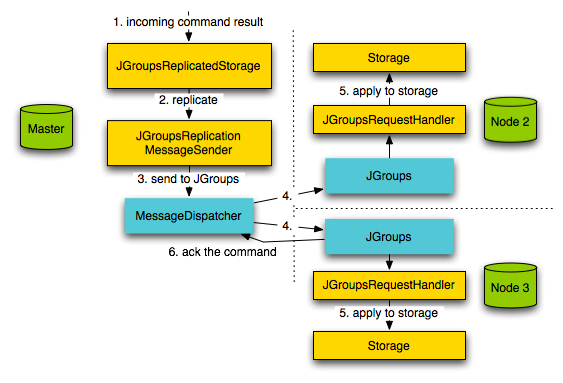 1. incoming command result
JGroupsReplicatedStorage
2. replicate
Master
JGroupsReplication
MessageSender
3. send to JGroups
MessageDispatcher
4.
4.
6. ack the command
Storage
5. apply to storage
JGroupsRequestHandler
Node 2
JGroups
JGroups
JGroupsRequestHandler
Node 3
5. apply to storage
Storage